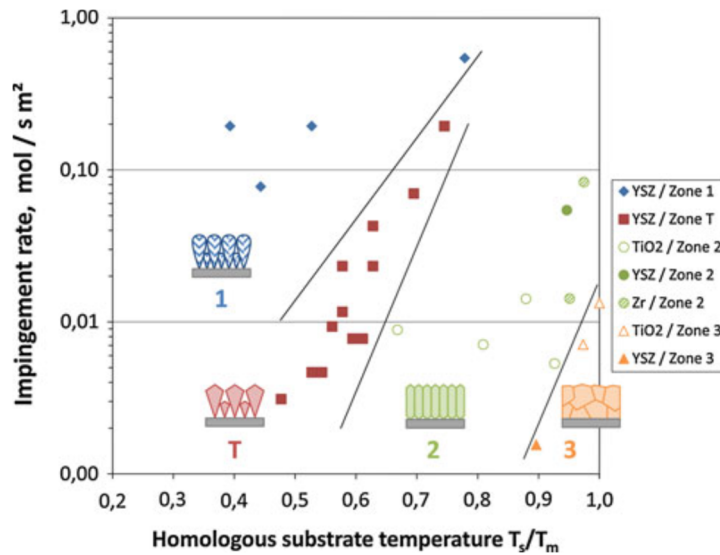 Impingement rate, mol / s m²
1,00
0,10
0,01
0,00
0,2 0,3 0,4 0,5 0,6 0,7 0,8 0,9 1,0
Homologous substrate temperature Ts/Tm
1
T
2
3
YSZ / Zone 1
YSZ / Zone T
TiO2 / Zone 2
YSZ / Zone 2
Zr / Zone 2
TiO2 / Zone 3
YSZ / Zone 3